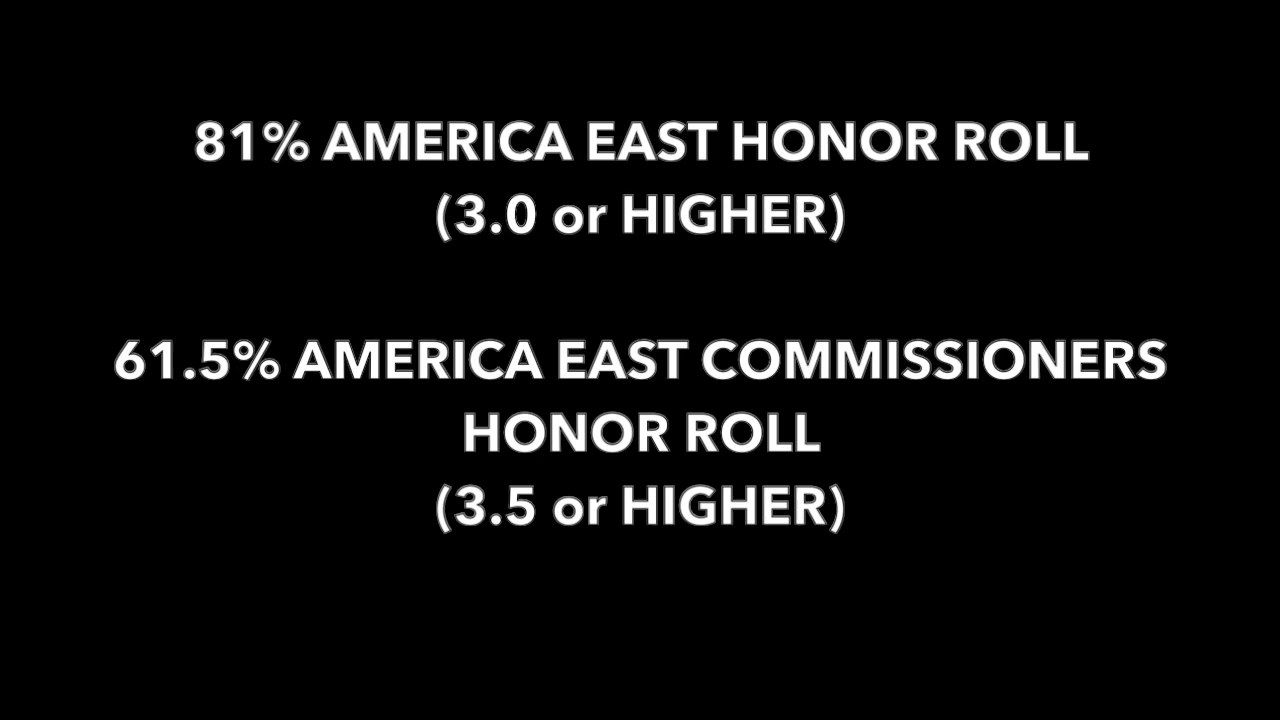 81% AMERICA EAST HONOR ROLL
(3.0 or HIGHER)
61.5% AMERICA EAST COMMISSIONERS
HONOR ROLL
(3.5 or HIGHER)